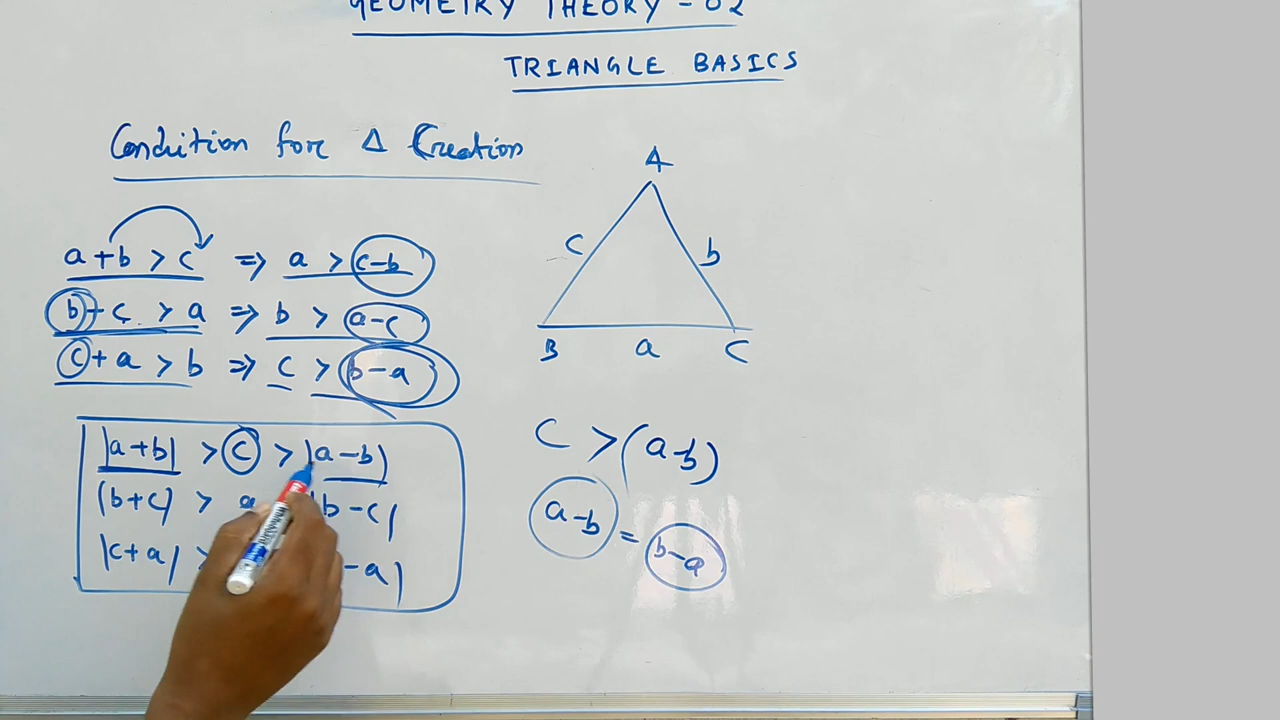 GEOMETRY THEORY - 02
TRIANGLE BASICS
Condition for Δ Creation
a+b > c ⇒ a > c-b
b+c > a ⇒ b > a-c
c+a > b ⇒ c > b-a
|a+b| > c > |a-b|
|b+c| > a |b-c|
|c+a| > -a|
A
c b
B a C
C > (a-b)
a-b = b-a